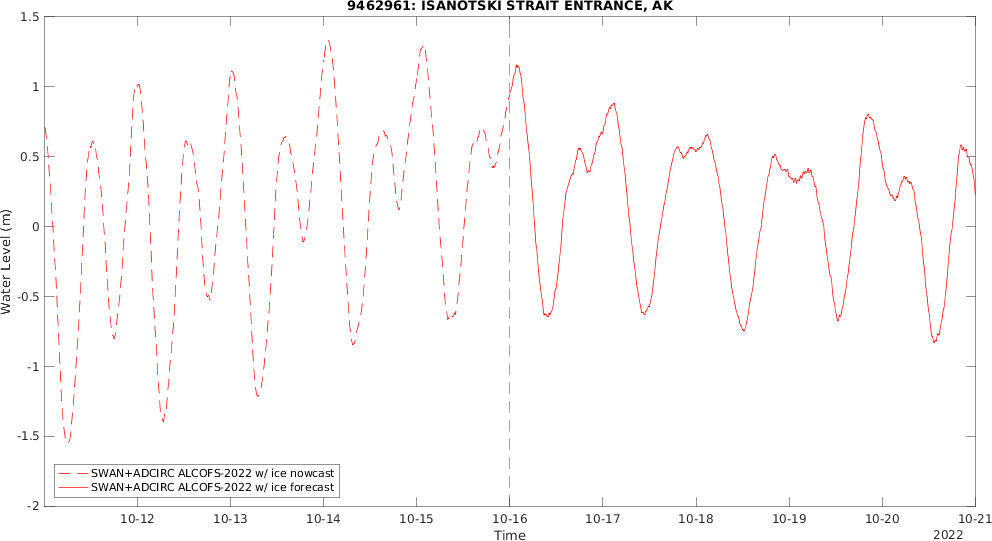 9462961: ISANOTSKI STRAIT ENTRANCE, AK
1.5
1
0.5
0
-0.5
-1
-1.5
-2
Water Level (m)
SWAN+ADCIRC ALCOFS-2022 w/ ice nowcast
SWAN+ADCIRC ALCOFS-2022 w/ ice forecast
10-12 10-13 10-14 10-15 10-16 10-17 10-18 10-19 10-20 10-21
Time
2022